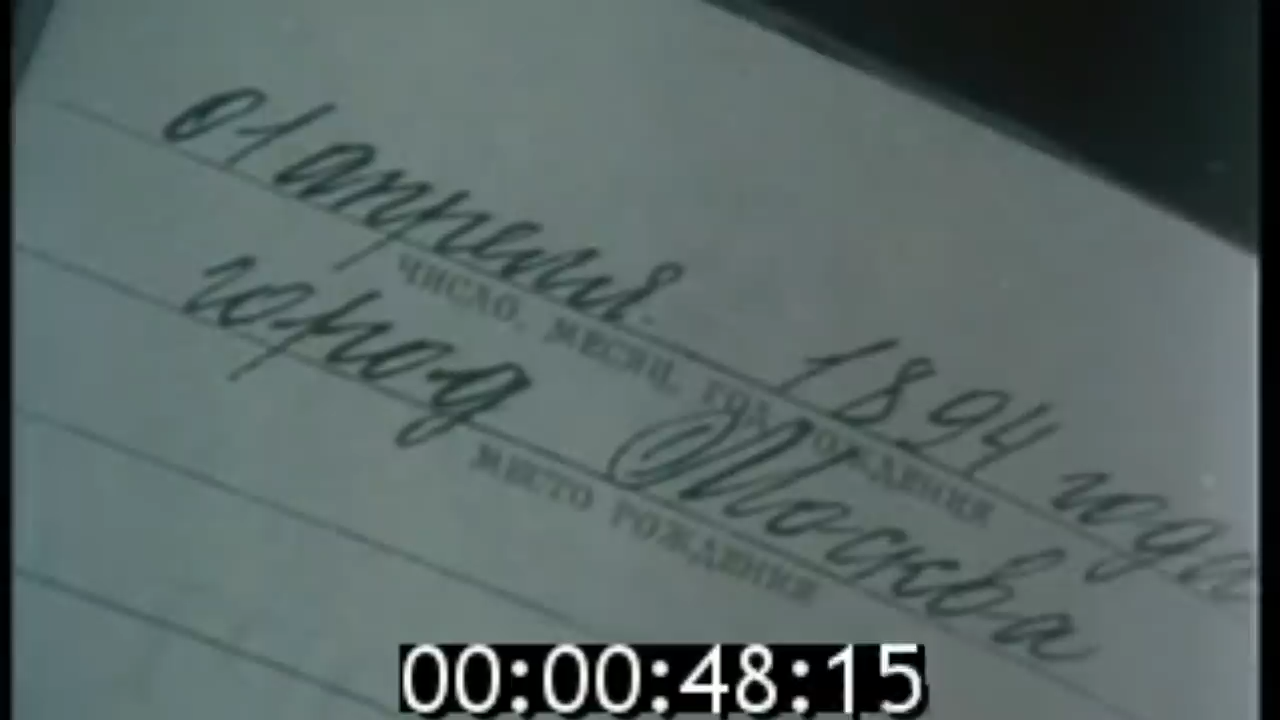 01 апреля. 1894 года
ЧИСЛО, МЕСЯЦ, ГОД РОЖДЕНИЯ
город Москва
МЕСТО РОЖДЕНИЯ
00:00:48:15